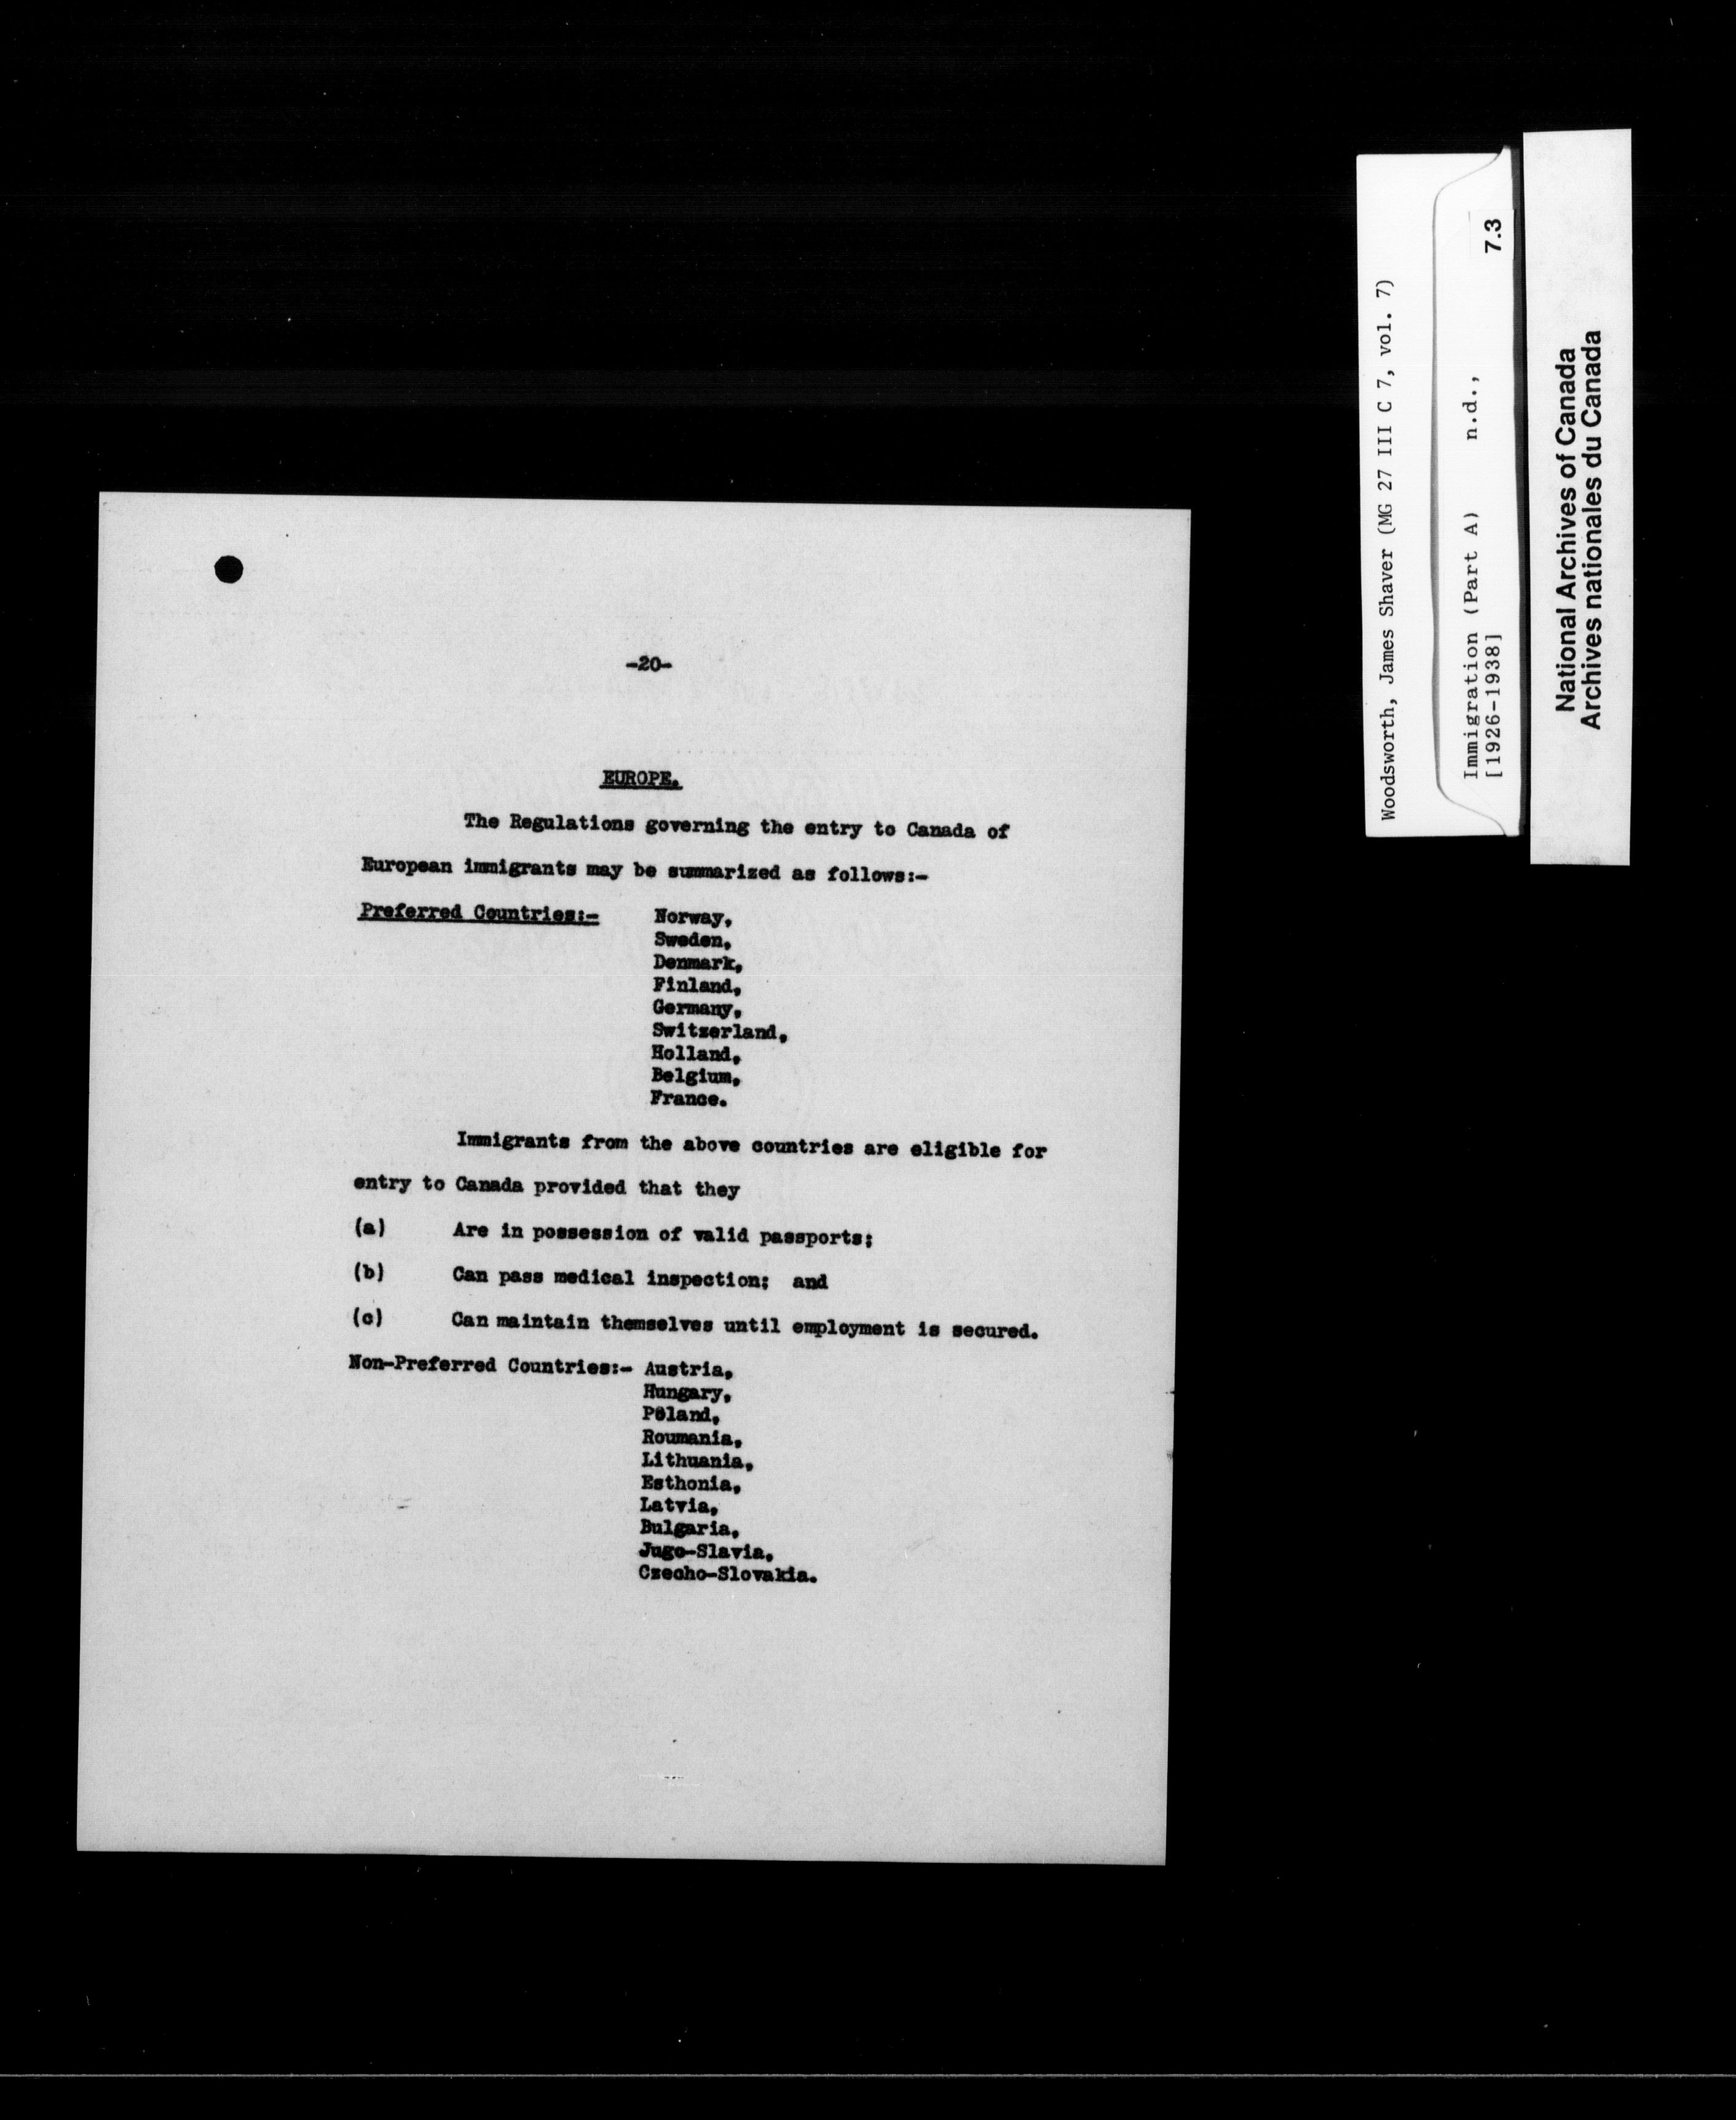 -20-
EUROPE.
The Regulations governing the entry to Canada of
European immigrants may be summarized as follows:-
Preferred Countries:- Norway,
Sweden,
Denmark,
Finland,
Germany,
Switzerland,
Holland,
Belgium,
France.
Immigrants from the above countries are eligible for
entry to Canada provided that they
(a) Are in possession of valid passports;
(b) Can pass medical inspection; and
(c) Can maintain themselves until employment is secured.
Non-Preferred Countries:- Austria,
Hungary,
Poland,
Roumania,
Lithuania,
Esthonia,
Latvia,
Bulgaria,
Jugo-Slavia,
Czecho-Slovakia.
Woodsworth, James Shaver (MG 27 III C 7, vol. 7)
Immigration (Part A) n.d.,
[1926-1938] 7.3
National Archives of Canada
Archives nationales du Canada